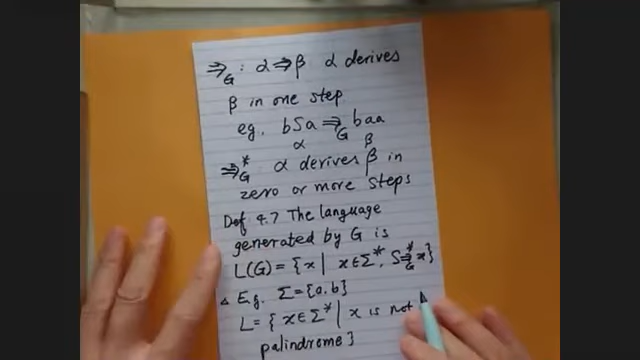 ⇒G : α ⇒ β α derives
β in one step
eg. bSa ⇒G baa
α β
⇒*G α derives β in
zero or more steps
Def 4.7 The language
generated by G is
L(G) = { x | x ∈ Σ*, S ⇒*G x }
E.g. Σ = {a.b}
L = { x ∈ Σ* | x is not
palindrome }